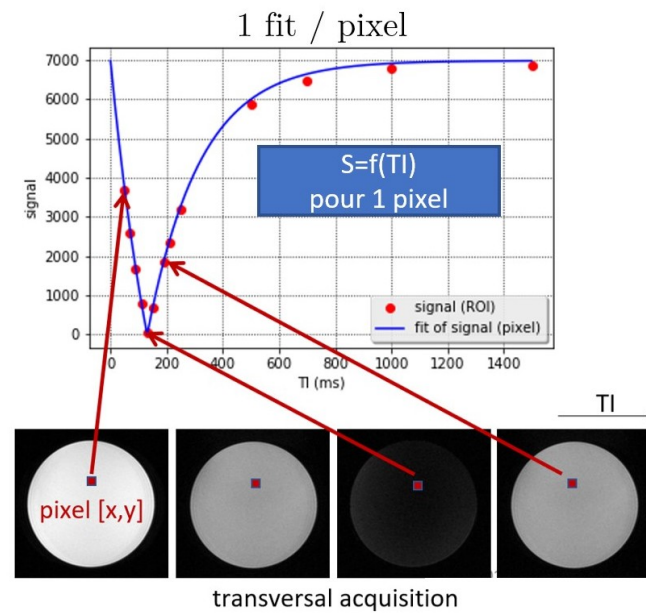 1 fit / pixel
7000
6000
5000
4000
3000
2000
1000
0
signal
S=f(TI)
pour 1 pixel
signal (ROI)
fit of signal (pixel)
0 200 400 600 800 1000 1200 1400
TI (ms)
TI
pixel [x,y]
transversal acquisition